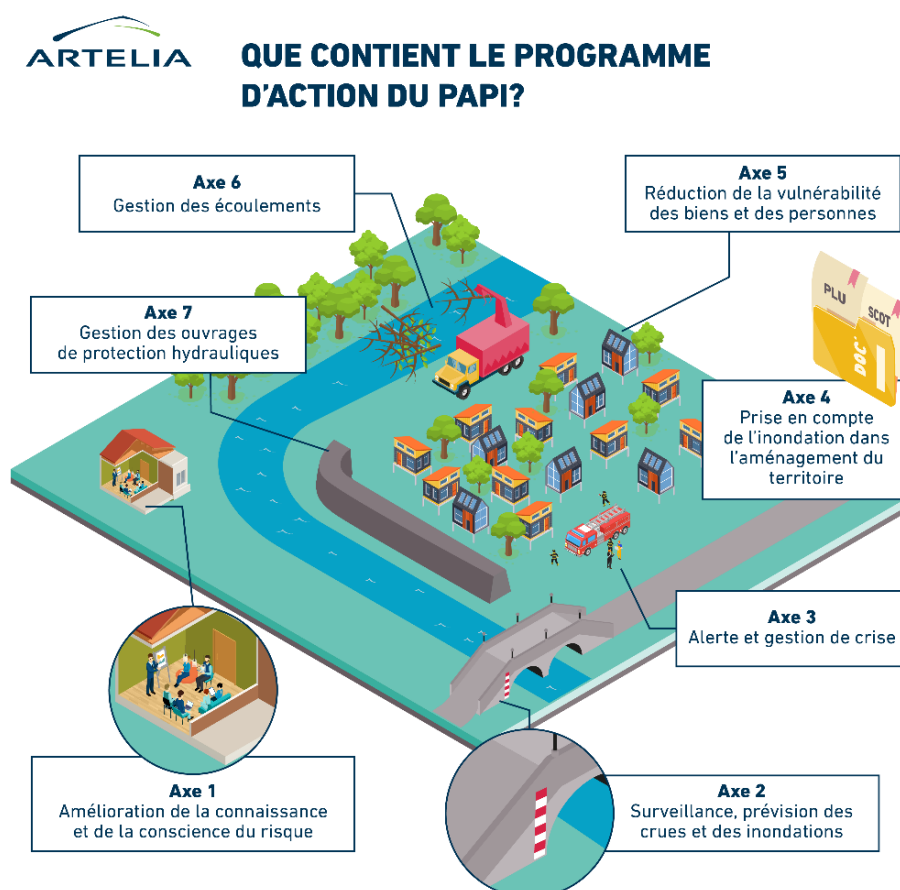 ARTELIA
QUE CONTIENT LE PROGRAMME
D'ACTION DU PAPI?
Axe 6
Gestion des écoulements
Axe 5
Réduction de la vulnérabilité
des biens et des personnes
Axe 7
Gestion des ouvrages
de protection hydrauliques
PLU
SCOT
DOC
Axe 4
Prise en compte
de l'inondation dans
l'aménagement du
territoire
Axe 3
Alerte et gestion de crise
Axe 1
Amélioration de la connaissance
et de la conscience du risque
Axe 2
Surveillance, prévision des
crues et des inondations